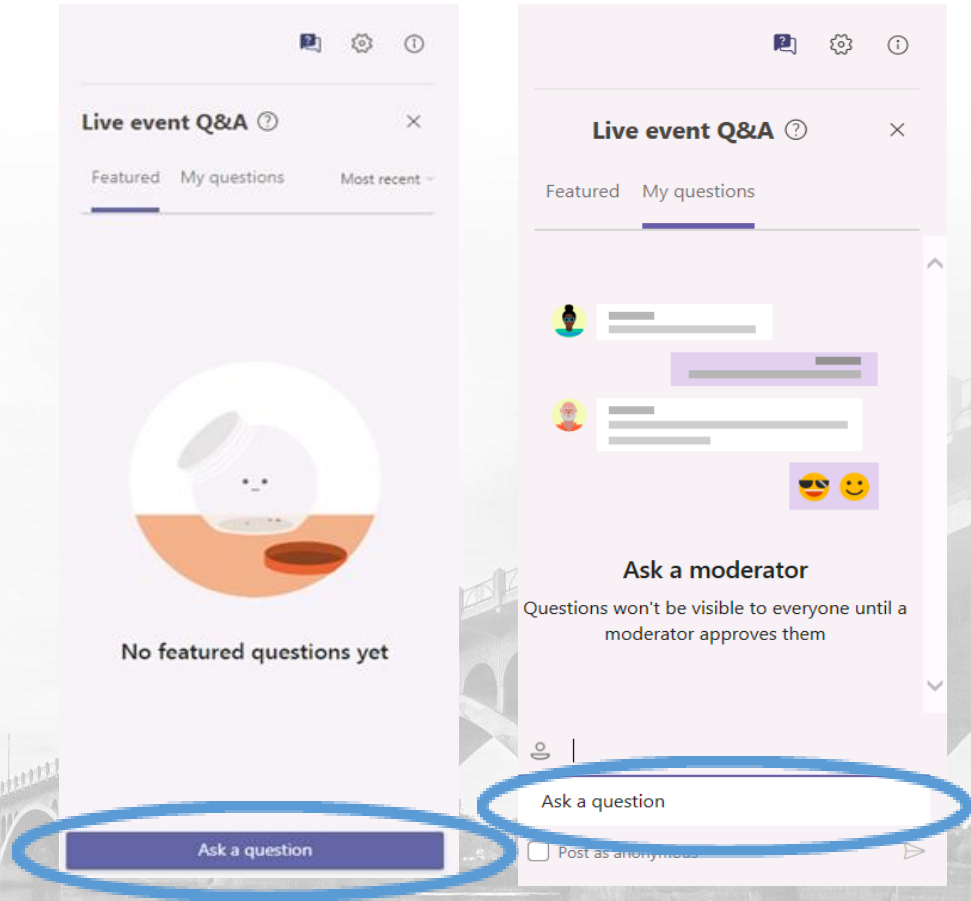 Live event Q&A
Featured My questions Most recent
No featured questions yet
Ask a question
Live event Q&A
Featured My questions
Ask a moderator
Questions won't be visible to everyone until a
moderator approves them
Ask a question
Post as anonymous